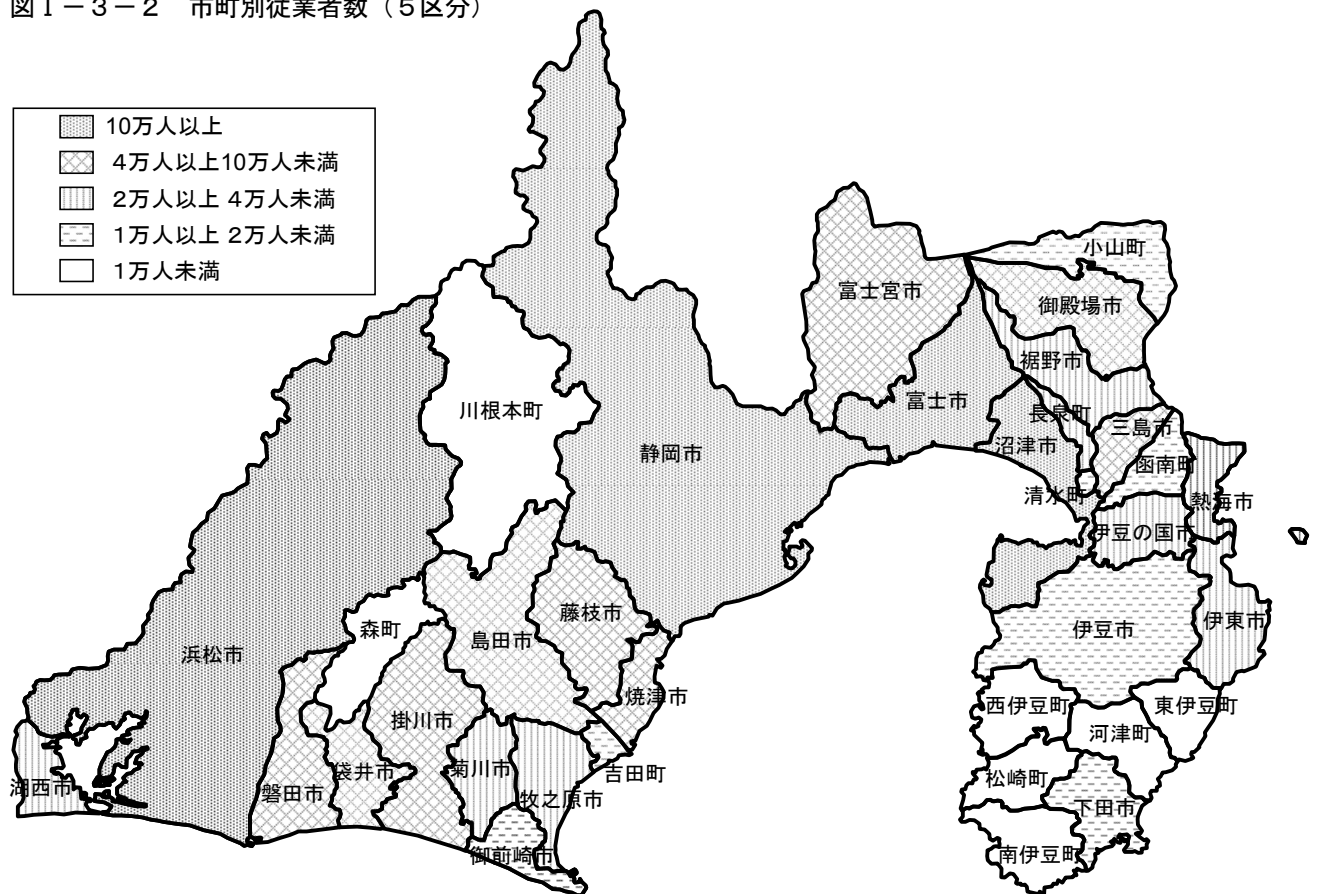 図Ⅰ－３－２　市町別従業者数（５区分）
10万人以上
4万人以上10万人未満
2万人以上 4万人未満
1万人以上 2万人未満
1万人未満
小山町
富士宮市
御殿場市
裾野市
川根本町
富士市
長泉町
三島市
沼津市
静岡市
函南町
清水町
熱海市
伊豆の国市
藤枝市
森町
島田市
伊豆市
伊東市
浜松市
焼津市
掛川市
西伊豆町
東伊豆町
河津町
菊川市
袋井市
吉田町
湖西市
磐田市
牧之原市
松崎町
下田市
御前崎市
南伊豆町